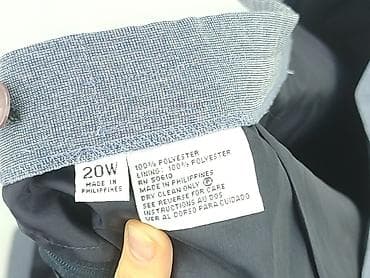 20W
MADE IN
PHILIPPINES
100% POLYESTER
LINING: 100% POLYESTER
RN 50610
MADE IN PHILIPPINES
DRY CLEAN ONLY Ⓟ
SEE REVERSE FOR CARE
INSTRUCTIONS AU DOS
VER AL DORSO PARA CUIDADO